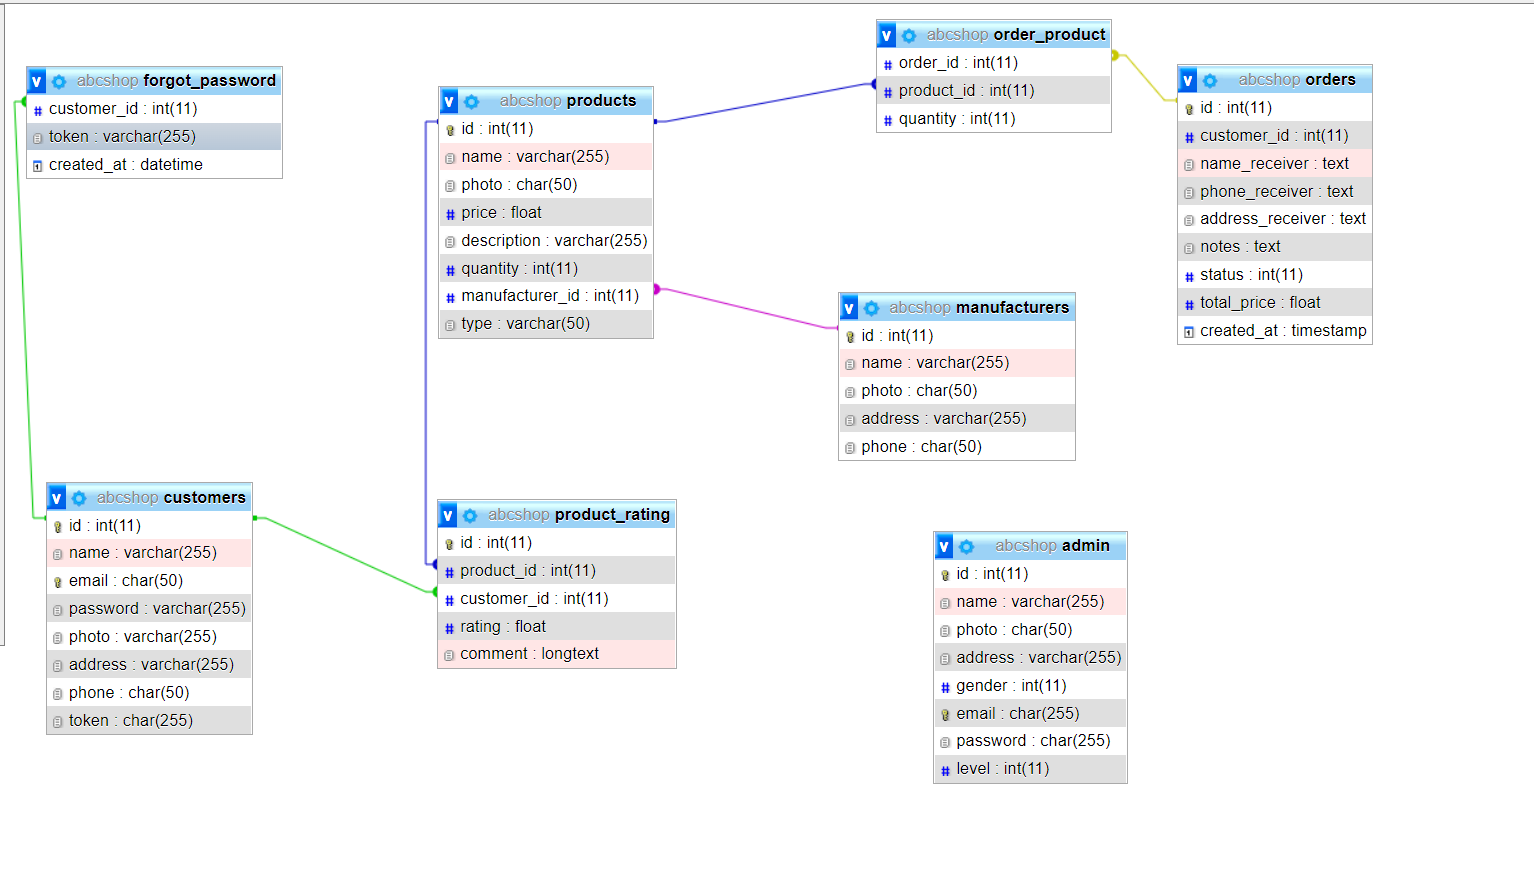 abcshop forgot_password
customer_id : int(11)
token : varchar(255)
created_at : datetime
abcshop products
id : int(11)
name : varchar(255)
photo : char(50)
price : float
description : varchar(255)
quantity : int(11)
manufacturer_id : int(11)
type : varchar(50)
abcshop order_product
order_id : int(11)
product_id : int(11)
quantity : int(11)
abcshop orders
id : int(11)
customer_id : int(11)
name_receiver : text
phone_receiver : text
address_receiver : text
notes : text
status : int(11)
total_price : float
created_at : timestamp
abcshop manufacturers
id : int(11)
name : varchar(255)
photo : char(50)
address : varchar(255)
phone : char(50)
abcshop customers
id : int(11)
name : varchar(255)
email : char(50)
password : varchar(255)
photo : varchar(255)
address : varchar(255)
phone : char(50)
token : char(255)
abcshop product_rating
id : int(11)
product_id : int(11)
customer_id : int(11)
rating : float
comment : longtext
abcshop admin
id : int(11)
name : varchar(255)
photo : char(50)
address : varchar(255)
gender : int(11)
email : char(255)
password : char(255)
level : int(11)